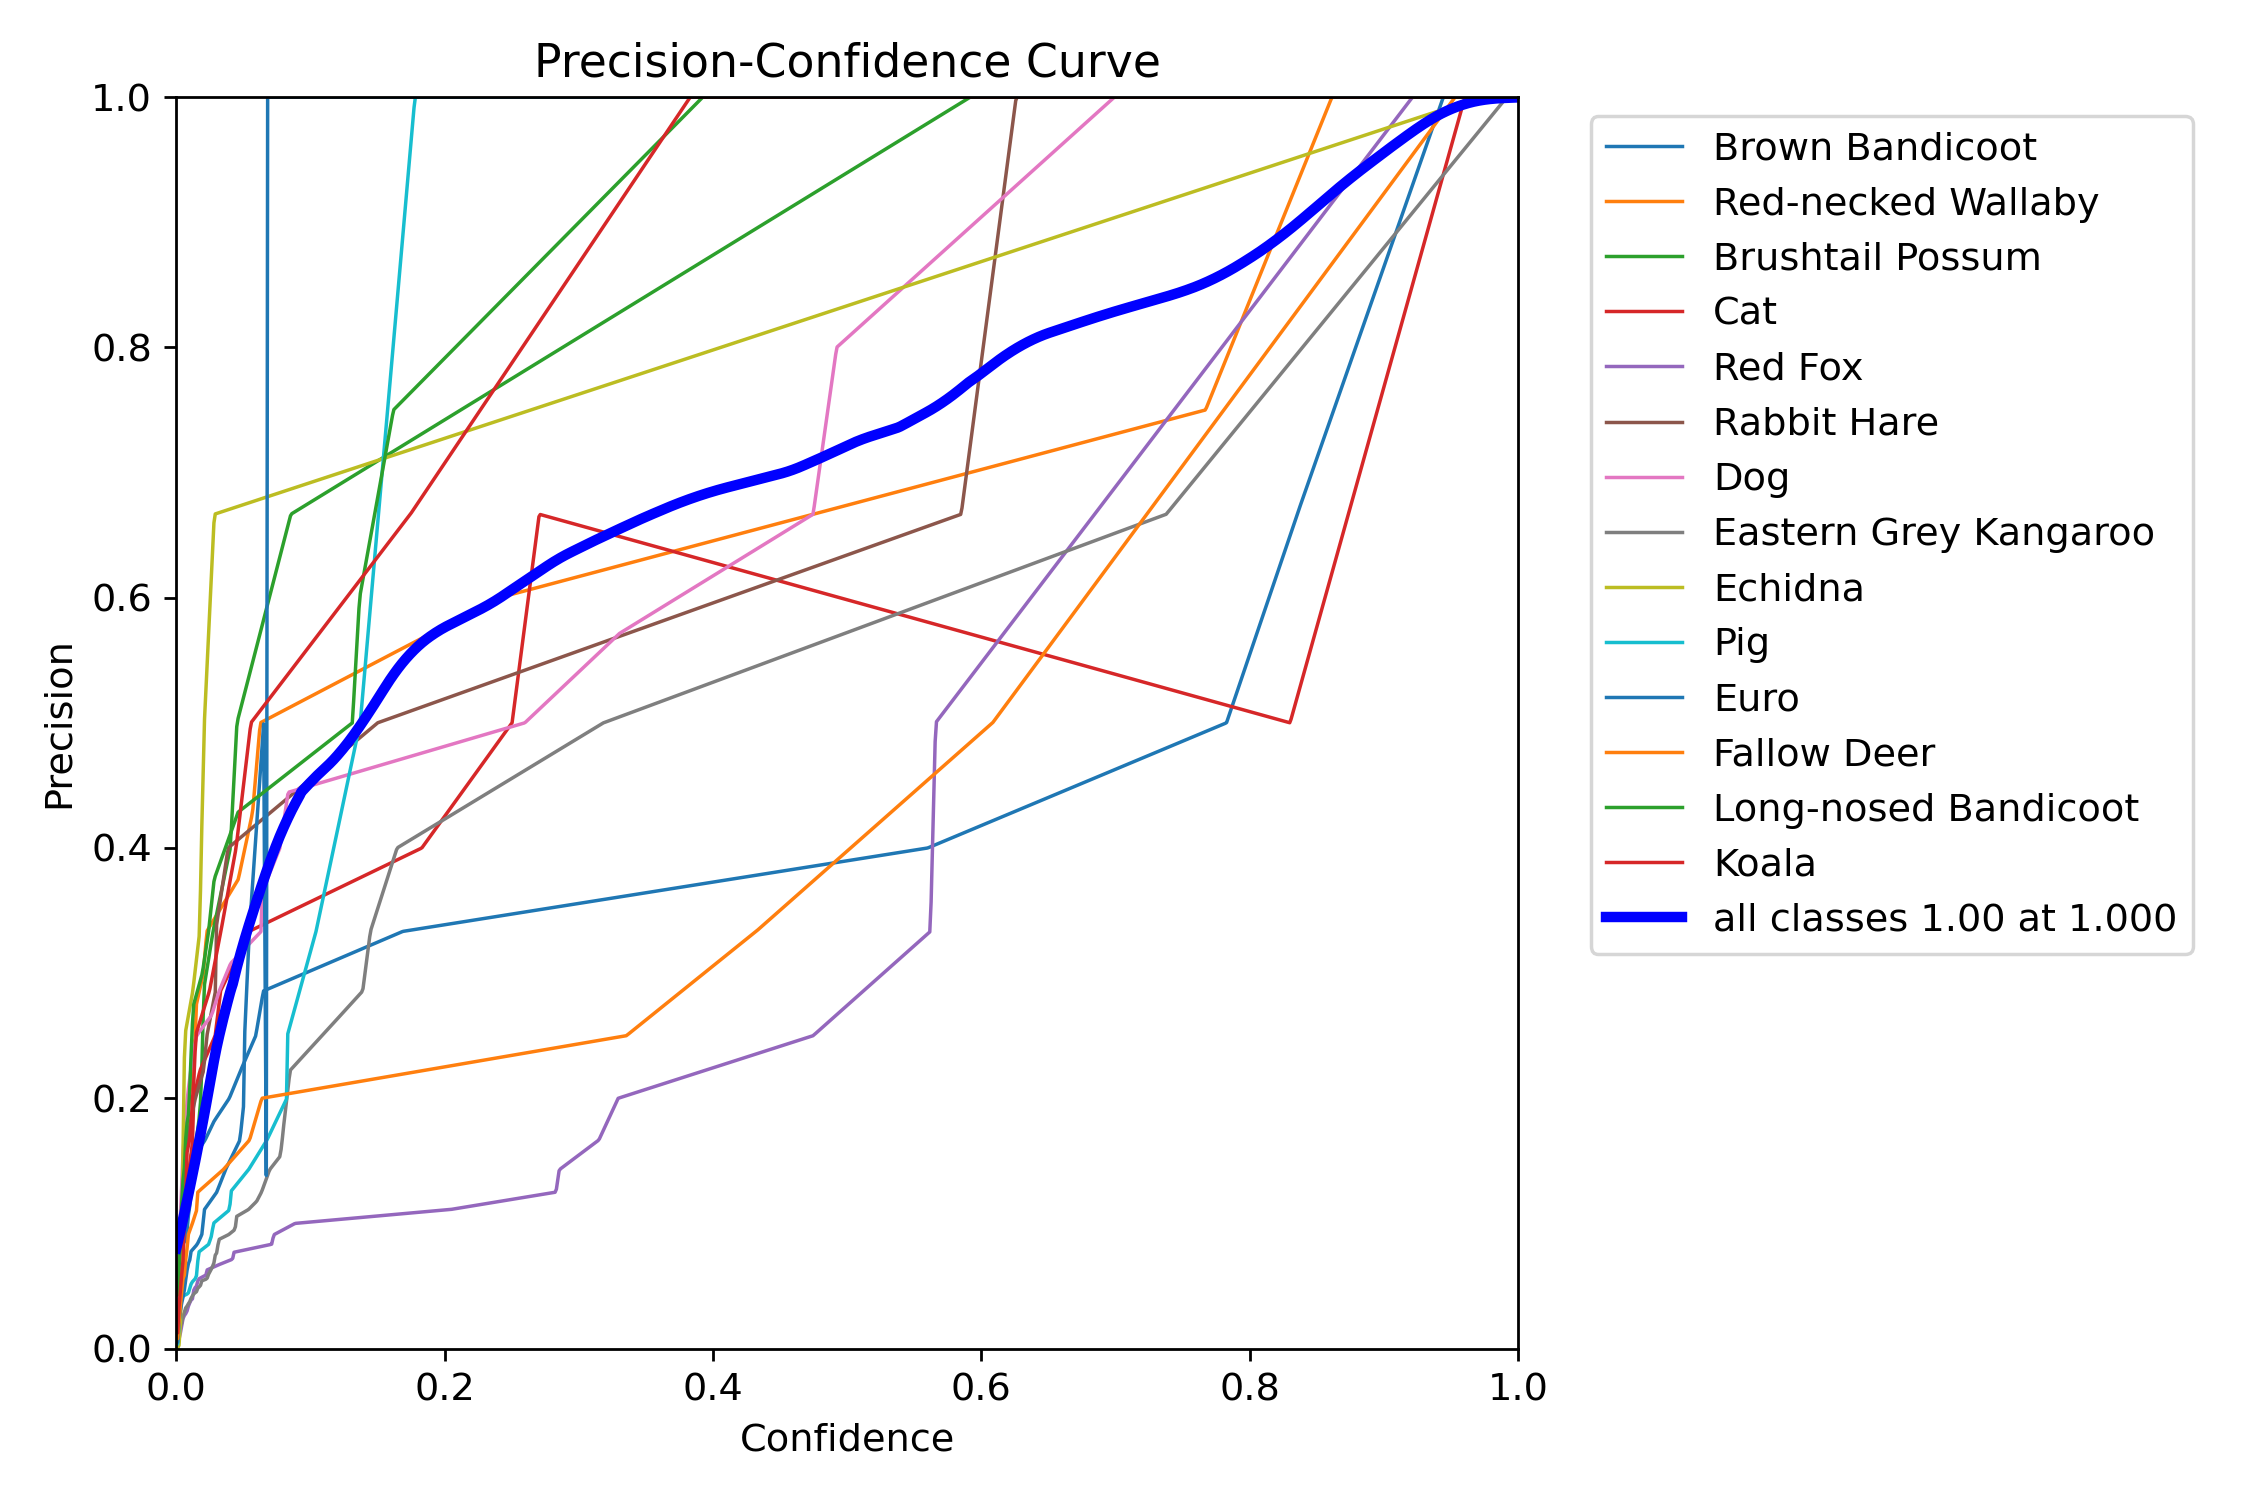 Precision-Confidence Curve
1.0
0.8
0.6
0.4
0.2
0.0
Precision
0.0 0.2 0.4 0.6 0.8 1.0
Confidence
Brown Bandicoot
Red-necked Wallaby
Brushtail Possum
Cat
Red Fox
Rabbit Hare
Dog
Eastern Grey Kangaroo
Echidna
Pig
Euro
Fallow Deer
Long-nosed Bandicoot
Koala
all classes 1.00 at 1.000